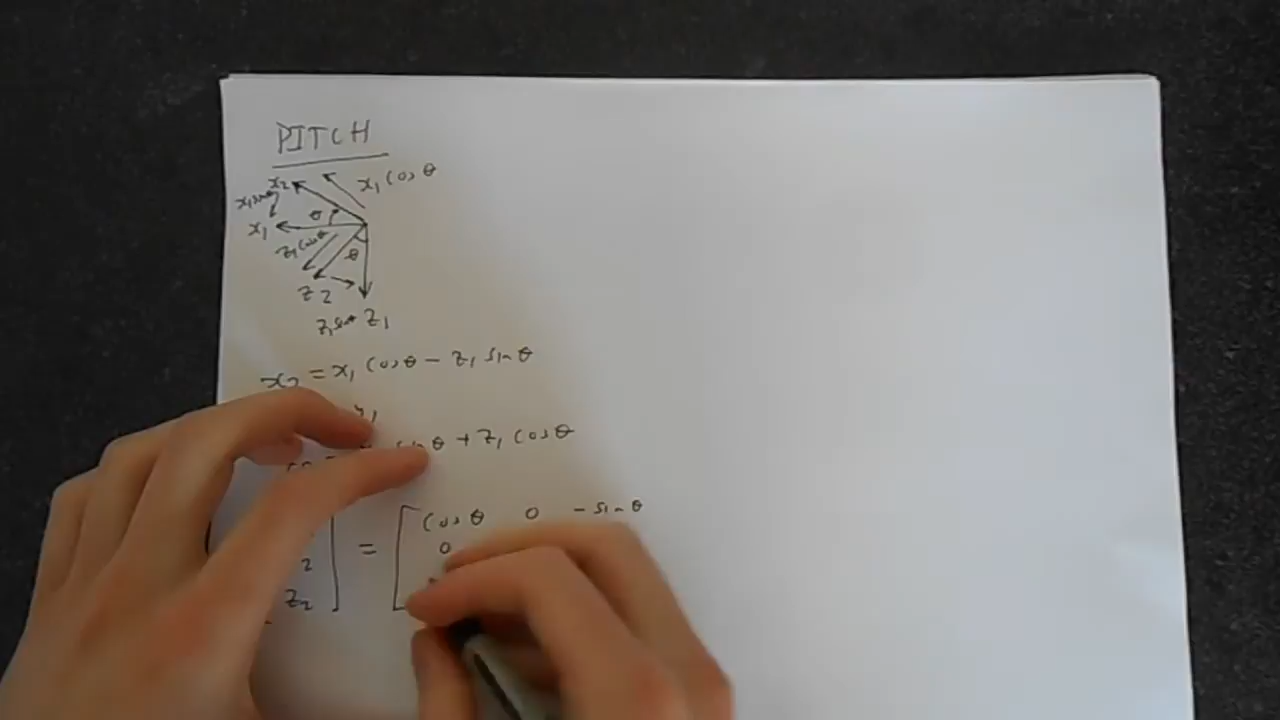 PITCH
x₂ x₁ cos θ
x₁ sin
θ
x₁
z₁ cos θ
θ
z₂
z₁ sin z₁
x₂ = x₁ cos θ − z₁ sin θ
y₁
sin θ + z₁ cos θ
= cos θ 0 − sin θ
2 0
z₂